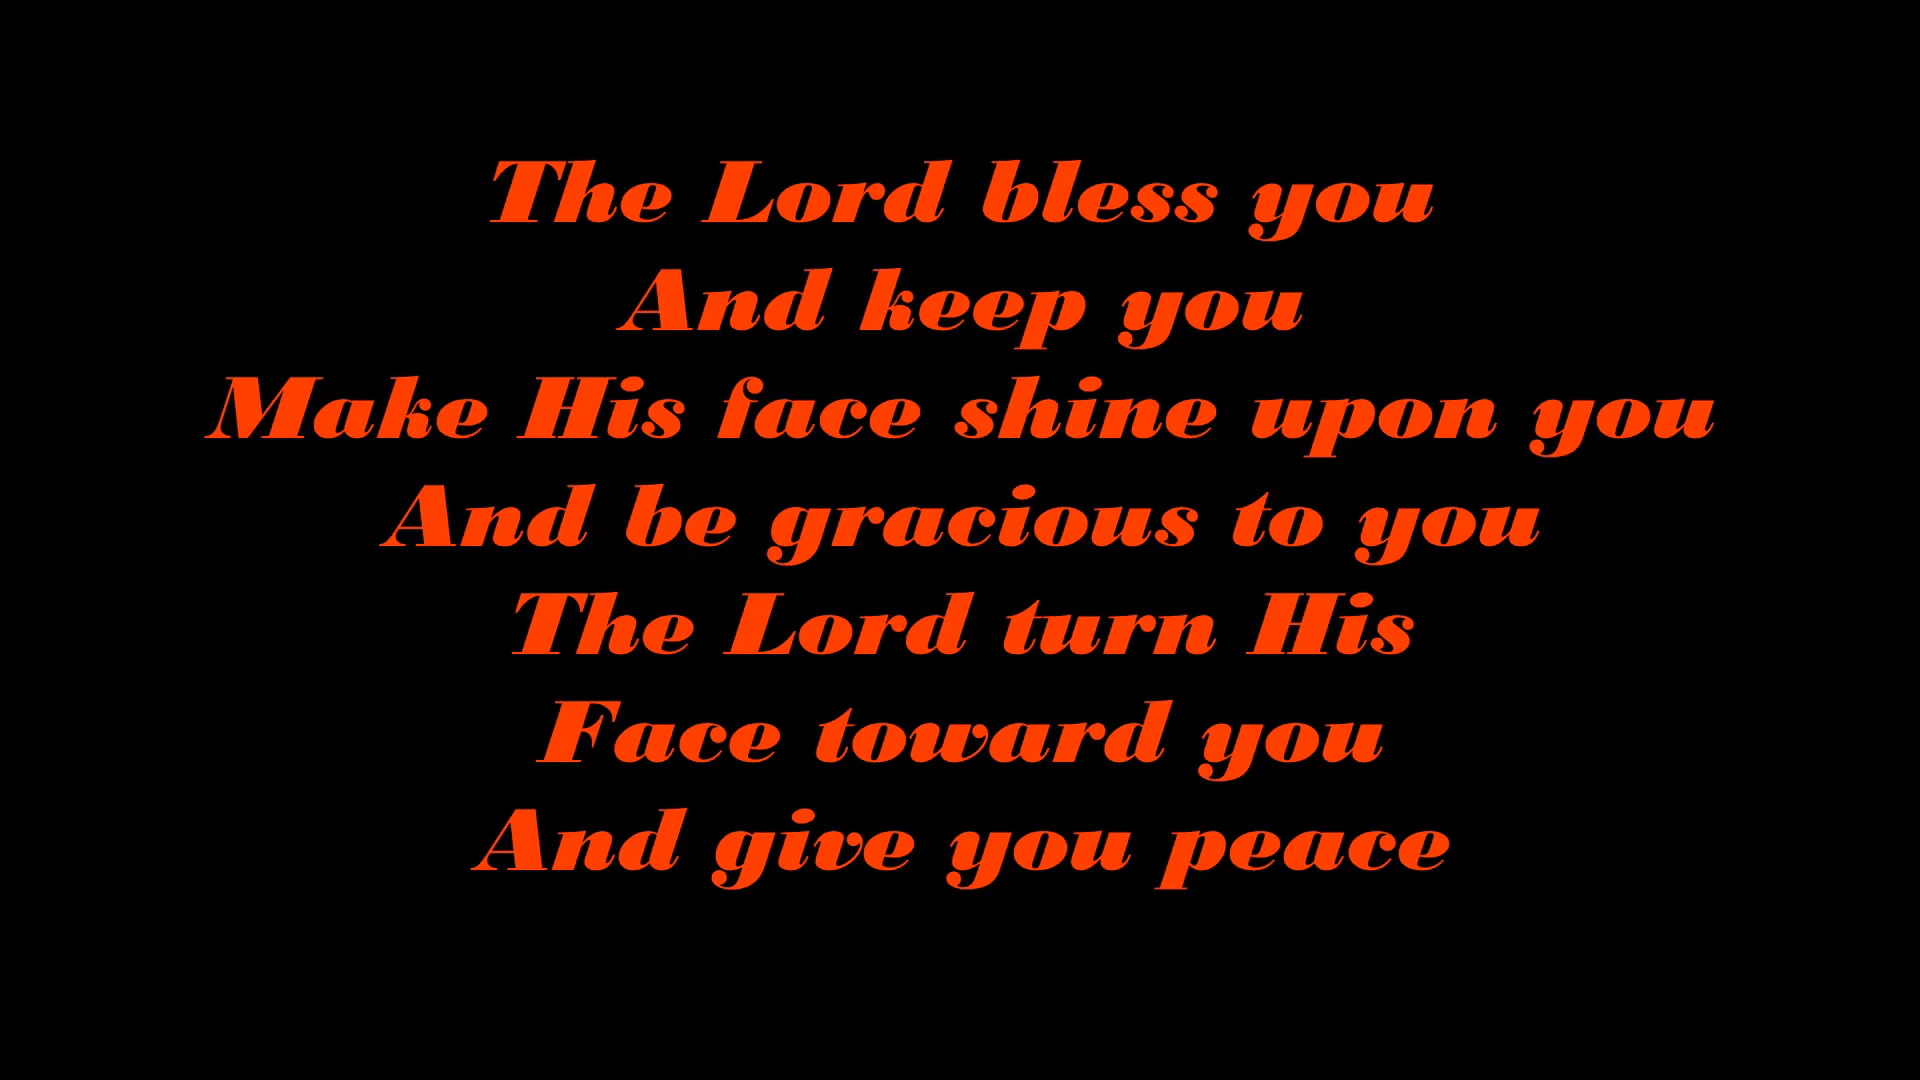 The Lord bless you
And keep you
Make His face shine upon you
And be gracious to you
The Lord turn His
Face toward you
And give you peace